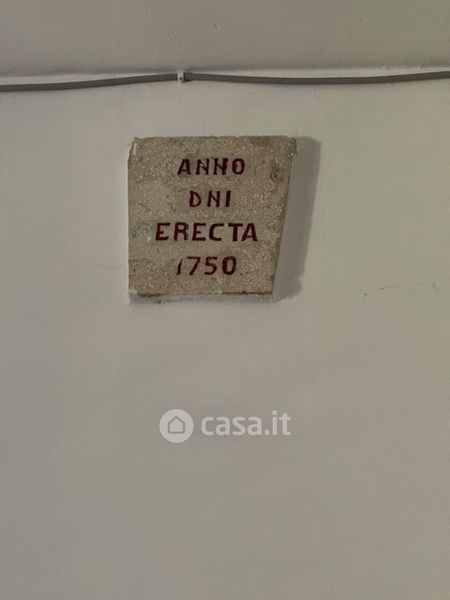 ANNO
DNI
ERECTA
1750
casa.it